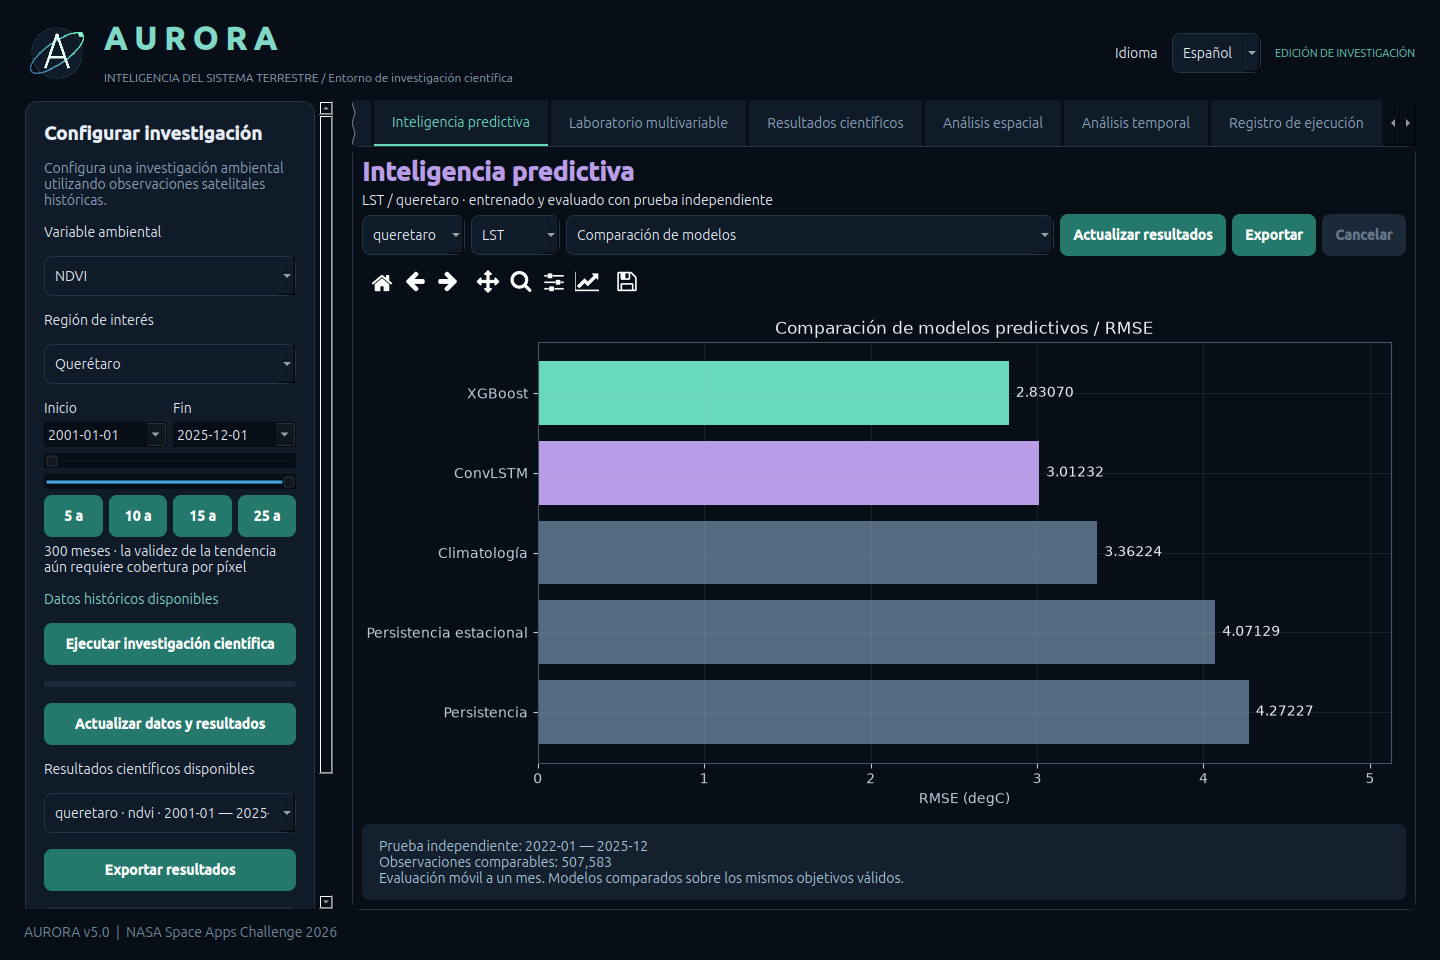 AURORA
INTELIGENCIA DEL SISTEMA TERRESTRE / Entorno de investigación científica
Idioma
Español
EDICIÓN DE INVESTIGACIÓN
Configurar investigación
Configura una investigación ambiental
utilizando observaciones satelitales
históricas.
Variable ambiental
NDVI
Región de interés
Querétaro
Inicio
Fin
2001-01-01
2025-12-01
5 a
10 a
15 a
25 a
300 meses · la validez de la tendencia
aún requiere cobertura por píxel
Datos históricos disponibles
Ejecutar investigación científica
Actualizar datos y resultados
Resultados científicos disponibles
queretaro · ndvi · 2001-01 — 2025-
Exportar resultados
Inteligencia predictiva
Laboratorio multivariable
Resultados científicos
Análisis espacial
Análisis temporal
Registro de ejecución
Inteligencia predictiva
LST / queretaro · entrenado y evaluado con prueba independiente
queretaro
LST
Comparación de modelos
Actualizar resultados
Exportar
Cancelar
Comparación de modelos predictivos / RMSE
XGBoost
2.83070
ConvLSTM
3.01232
Climatología
3.36224
Persistencia estacional
4.07129
Persistencia
4.27227
0
1
2
3
4
5
RMSE (degC)
Prueba independiente: 2022-01 — 2025-12
Observaciones comparables: 507,583
Evaluación móvil a un mes. Modelos comparados sobre los mismos objetivos válidos.
AURORA v5.0 | NASA Space Apps Challenge 2026